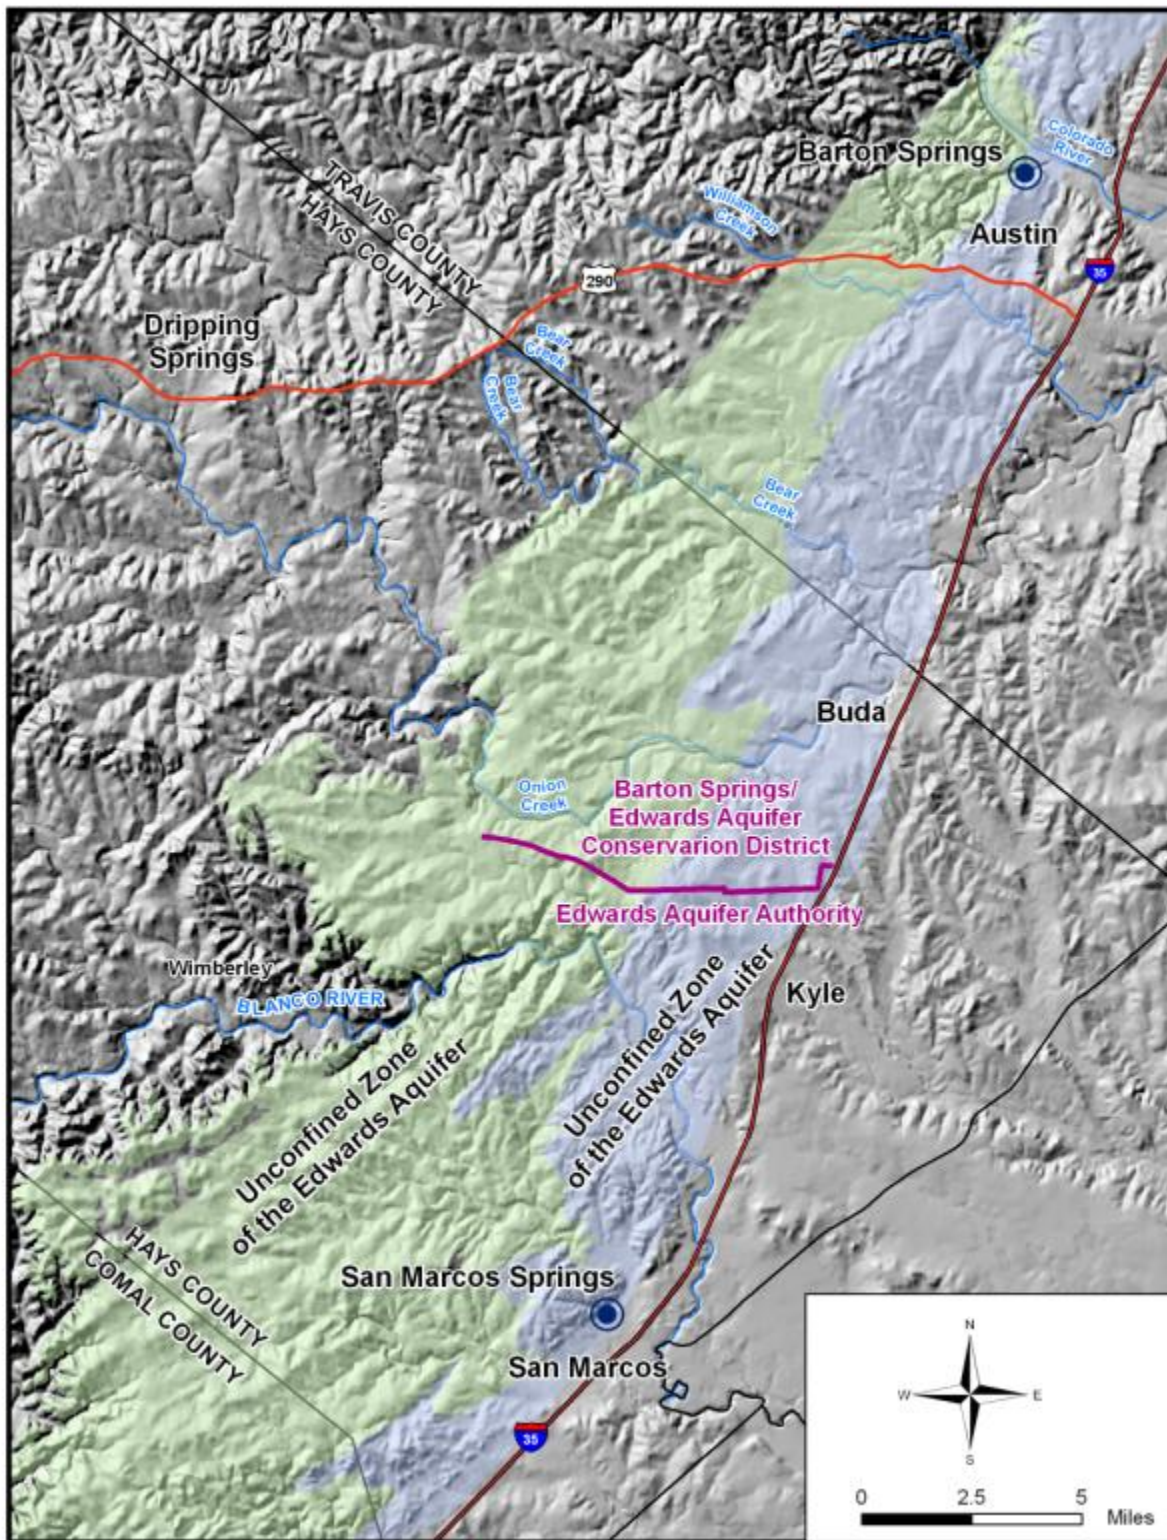 Colorado
River
Barton Springs
Williamson
Creek
Austin
TRAVIS COUNTY
HAYS COUNTY
290
35
Dripping
Springs
Bear
Creek
Bear
Creek
Bear
Creek
Buda
Onion
Creek
Barton Springs/
Edwards Aquifer
Conservarion District
Edwards Aquifer Authority
Wimberley
BLANCO RIVER
Kyle
Unconfined Zone
of the Edwards Aquifer
Unconfined Zone
of the Edwards Aquifer
HAYS COUNTY
COMAL COUNTY
San Marcos Springs
San Marcos
35
N
W
E
S
0
2.5
5
Miles